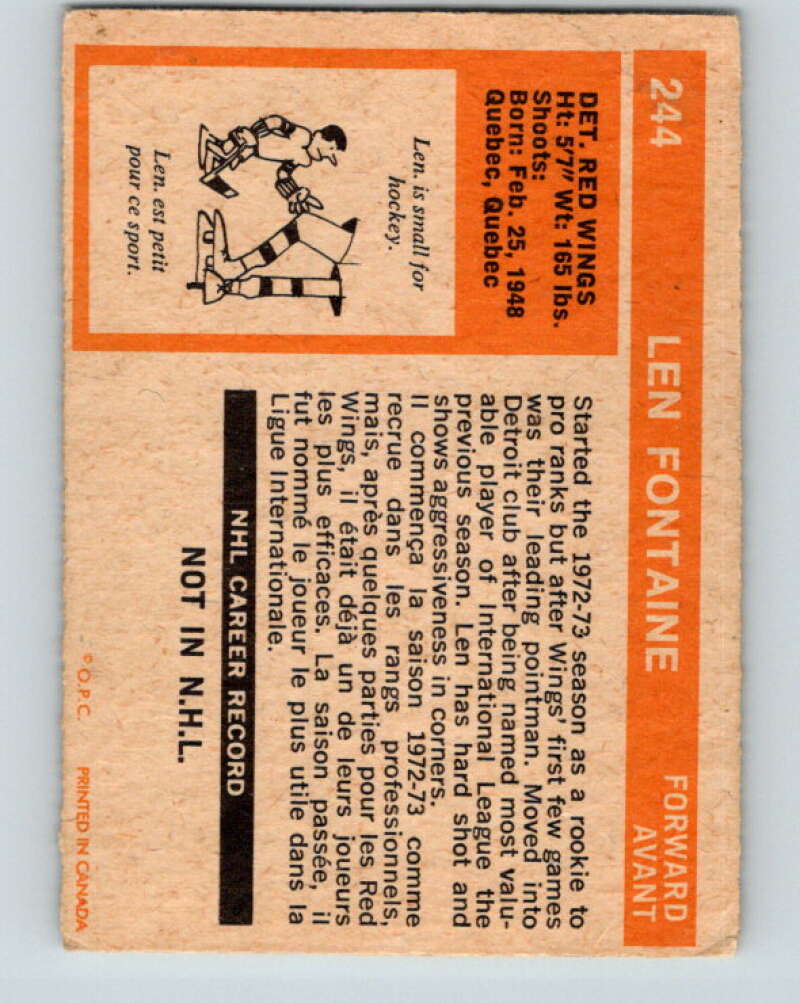 244 LEN FONTAINE FORWARD
AVANT
DET. RED WINGS
Ht: 5'7" Wt: 165 lbs.
Shoots:
Born: Feb. 25, 1948
Quebec, Quebec
Len. is small for
hockey.
Len. est petit
pour ce sport.
Started the 1972-73 season as a rookie to
pro ranks but after Wings' first few games
was their leading pointman. Moved into
Detroit club after being named most valu-
able player of International League the
previous season. Len has hard shot and
shows aggressiveness in corners.
Il commença la saison 1972-73 comme
recrue dans les rangs professionnels,
mais, après quelques parties pour les Red
Wings, il était déjà un de leurs joueurs
les plus efficaces. La saison passée, il
fut nommé le joueur le plus utile dans la
Ligue Internationale.
NHL CAREER RECORD
NOT IN N.H.L.
© O.P.C. PRINTED IN CANADA